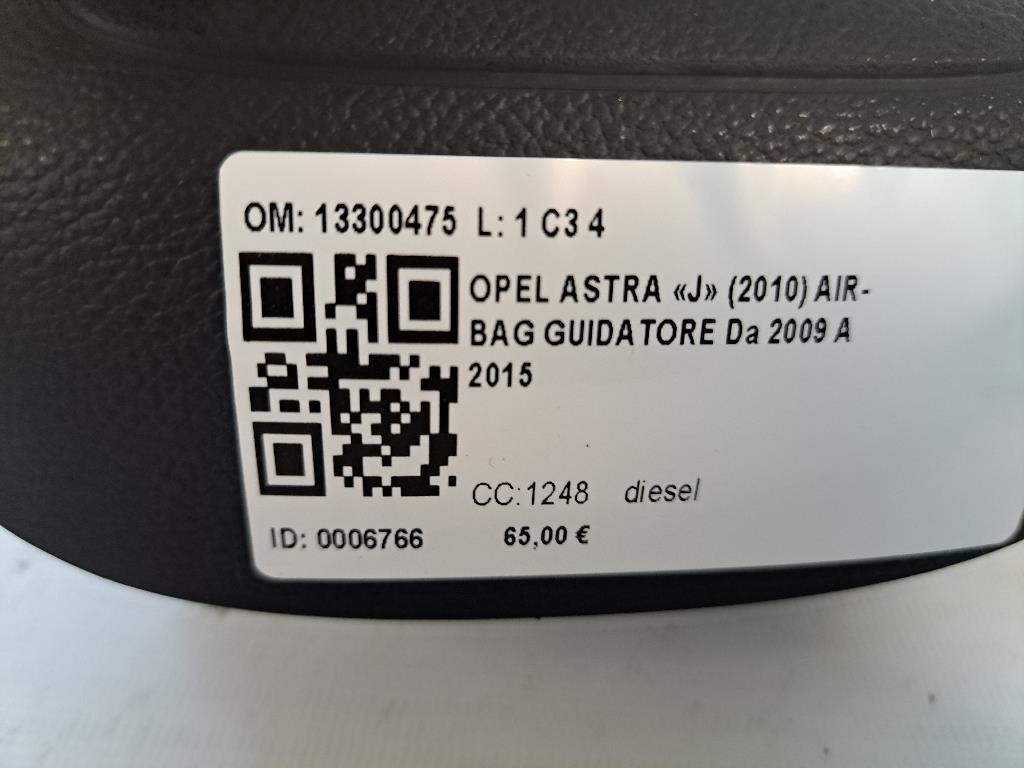 OM: 13300475 L: 1 C3 4
OPEL ASTRA «J» (2010) AIR-
BAG GUIDATORE Da 2009 A
2015
CC:1248 diesel
ID: 0006766 65,00 €